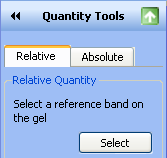 Quantity Tools
Relative Absolute
Relative Quantity
Select a reference band on
the gel
Select